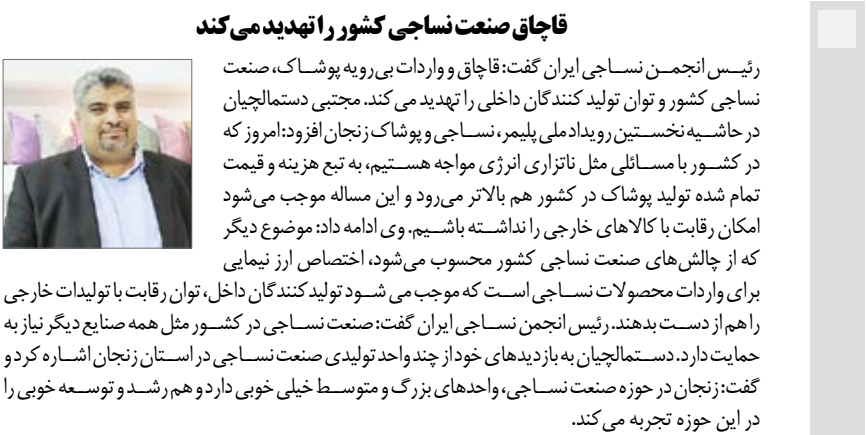 قاچاق صنعت نساجی کشور را تهدید می‌کند
رئیس انجمن نساجی ایران گفت: قاچاق و واردات بی‌رویه پوشاک، صنعت
نساجی کشور و توان تولید کنندگان داخلی را تهدید می کند. مجتبی دستمالچیان
در حاشیه نخستین رویداد ملی پلیمر، نساجی و پوشاک زنجان افزود: امروز که
در کشور با مسائلی مثل ناترازی انرژی مواجه هستیم، به تبع هزینه و قیمت
تمام شده تولید پوشاک در کشور هم بالاتر می‌رود و این مساله موجب می‌شود
امکان رقابت با کالاهای خارجی را نداشته باشیم. وی ادامه داد: موضوع دیگر
که از چالش‌های صنعت نساجی کشور محسوب می‌شود، اختصاص ارز نیمایی
برای واردات محصولات نساجی است که موجب می شود تولید کنندگان داخل، توان رقابت با تولیدات خارجی
را هم از دست بدهند. رئیس انجمن نساجی ایران گفت: صنعت نساجی در کشور مثل همه صنایع دیگر نیاز به
حمایت دارد. دستمالچیان به بازدیدهای خود از چند واحد تولیدی صنعت نساجی در استان زنجان اشاره کرد و
گفت: زنجان در حوزه صنعت نساجی، واحدهای بزرگ و متوسط خیلی خوبی دارد و هم رشد و توسعه خوبی را
در این حوزه تجربه می کند.